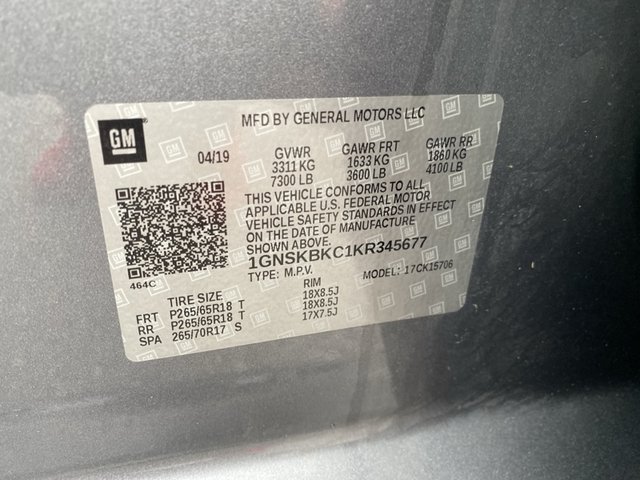 MFD BY GENERAL MOTORS LLC
GM
04/19 GVWR GAWR FRT GAWR RR
3311 KG 1633 KG 1860 KG
7300 LB 3600 LB 4100 LB
THIS VEHICLE CONFORMS TO ALL
APPLICABLE U.S. FEDERAL MOTOR
VEHICLE SAFETY STANDARDS IN EFFECT
ON THE DATE OF MANUFACTURE
SHOWN ABOVE.
1GNSKBKC1KR345677
464C TYPE: M.P.V. MODEL: 17CK15706
TIRE SIZE RIM
FRT P265/65R18 T 18X8.5J
RR P265/65R18 T 18X8.5J
SPA 265/70R17 S 17X7.5J